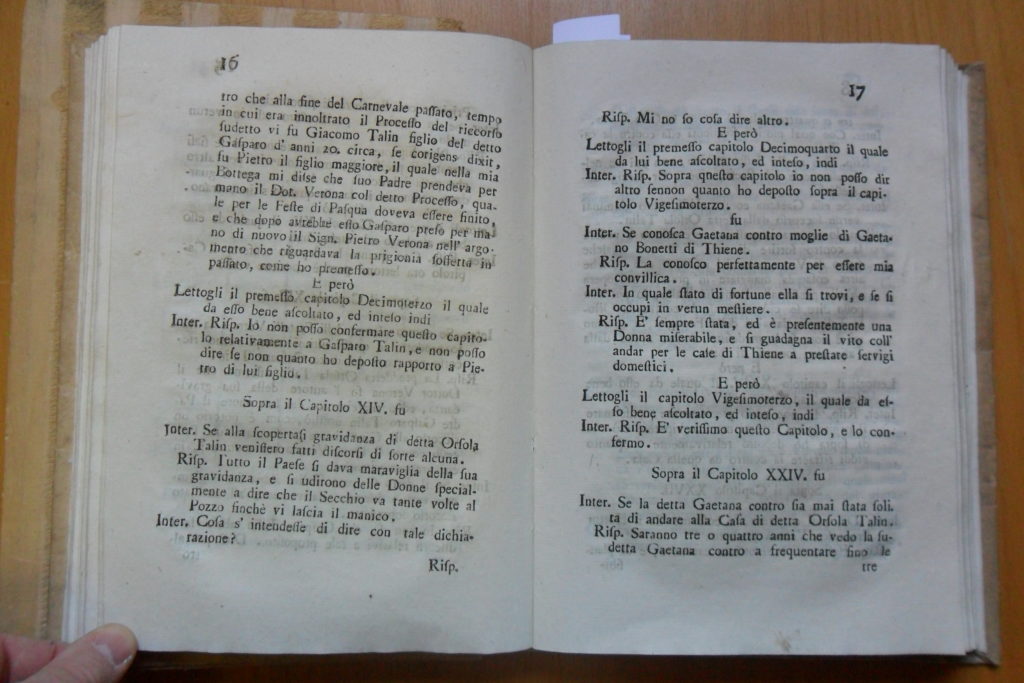 16
tro che alla fine del Carnevale paſſato, tempo
in cui era innoltrato il Proceſſo del riccorſo
ſudetto vi fu Giacomo Talin figlio del detto
Gaſparo d' anni 20. circa, ſe corigens dixit,
fu Pietro il figlio maggiore, il quale nella mia
Bottega mi diſſe che ſuo Padre prendeva per
mano il Dot. Verona col detto Proceſſo, qua-
le per le Feſte di Paſqua doveva eſſere finito,
e che dopo avrebbe eſſo Gaſparo preſo per ma-
no di nuovo il Sign. Pietro Verona nell' argo-
mento che riguardava la prigionia ſofferta in
paſſato, come ho premeſſo.
E però
Lettogli il premeſſo capitolo Decimoterzo il quale
da eſſo bene aſcoltato, ed inteſo indi
Inter. Riſp. Io non poſſo confermare queſto capito-
lo relativamente a Gaſparo Talin, e non poſſo
dire ſe non quanto ho depoſto rapporto a Pie-
tro di lui figlio.
Sopra il Capitolo XIV. fu
Inter. Se alla ſcopertaſi gravidanza di detta Orſola
Talin veniſſero fatti diſcorſi di ſorte alcuna.
Riſp. Tutto il Paeſe ſi dava maraviglia della ſua
gravidanza, e ſi udirono delle Donne ſpecial-
mente a dire che il Secchio va tante volte al
Pozzo finchè vi laſcia il manico.
Inter. Coſa s' intendeſſe di dire con tale dichia-
razione?
Riſp.
17
Riſp. Mi no ſo coſa dire altro.
E però
Lettogli il premeſſo capitolo Decimoquarto il quale
da lui bene aſcoltato, ed inteſo, indi
Inter. Riſp. Sopra qneſto capitolo io non poſſo dir
altro ſennon quanto ho depoſto ſopra il capi-
tolo Vigeſimoterzo.
fu
Inter. Se conoſca Gaetana contro moglie di Gaeta-
no Bonetti di Thiene.
Riſp. La conoſco perfettamente per eſſere mia
convillica.
Inter. In quale ſtato di fortune ella ſi trovi, e ſe ſi
occupi in verun meſtiere.
Riſp. E' ſempre ſtata, ed è preſentemente una
Donna miſerabile, e ſi guadagna il vito coll'
andar per le caſe di Thiene a preſtare ſervigi
domeſtici.
E però
Lettogli il capitolo Vigeſimoterzo, il quale da eſ-
ſo bene aſcoltato, ed inteſo, indi
Inter. Riſp. E' veriſſimo queſto Capitolo, e lo con-
fermo.
Sopra il Capitolo XXIV. fu
Inter. Se la detta Gaetana contro ſia mai ſtata ſoli.
ta di andare alla Caſa di detta Orſola Talin.
Riſp. Saranno tre o quattro anni che vedo la ſu-
detta Gaetana contro a frequentare fino le
tre